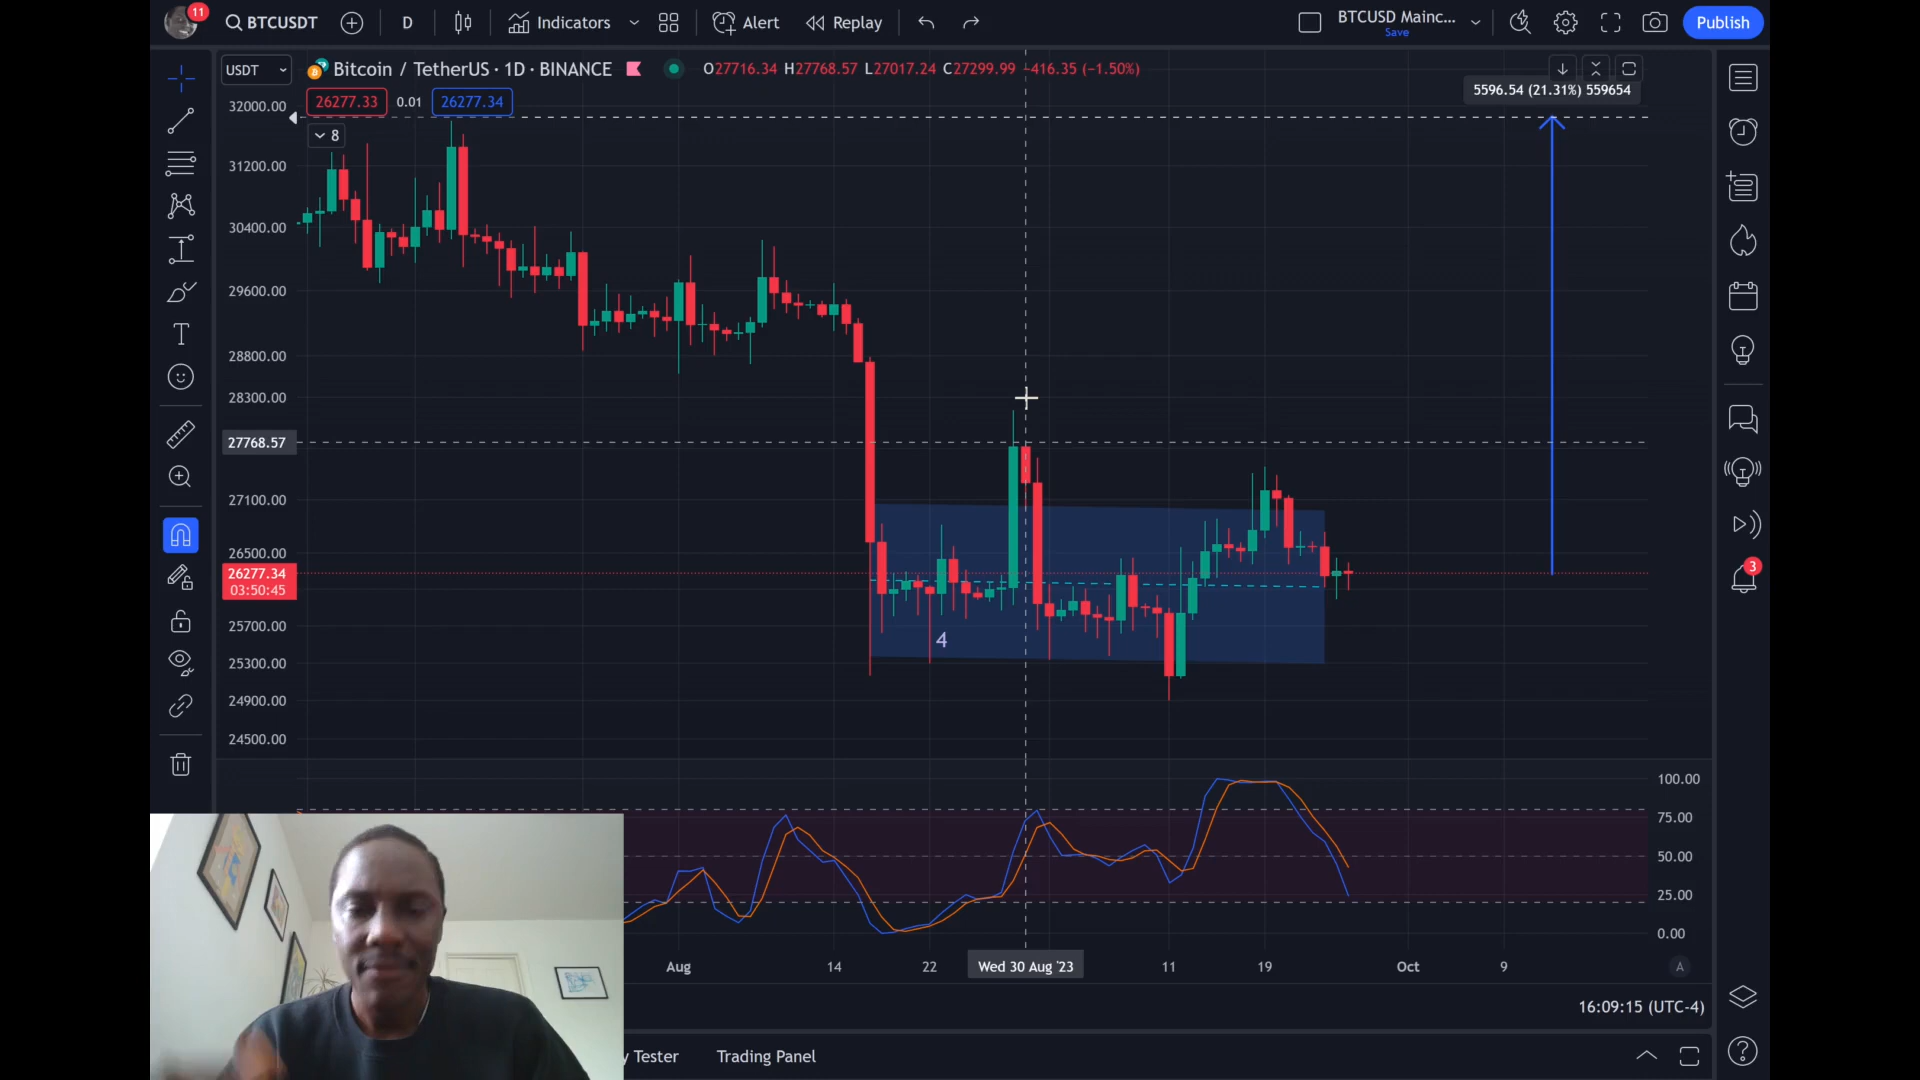 11
BTCUSDT
D
Indicators
Alert
Replay
BTCUSD Mainc...
Save
Publish
USDT
Bitcoin / TetherUS · 1D · BINANCE
O27716.34 H27768.57 L27017.24 C27299.99 −416.35 (−1.50%)
5596.54 (21.31%) 559654
26277.33
0.01
26277.34
8
32000.00
31200.00
30400.00
29600.00
28800.00
28300.00
27768.57
27100.00
26500.00
26277.34
03:50:45
25700.00
25300.00
24900.00
24500.00
4
3
100.00
75.00
50.00
25.00
0.00
Aug
14
22
Wed 30 Aug '23
11
19
Oct
9
A
16:09:15 (UTC-4)
y Tester
Trading Panel